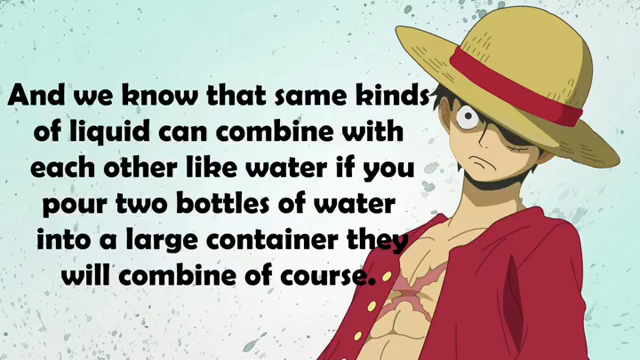 And we know that same kinds
of liquid can combine with
each other like water if you
pour two bottles of water
into a large container they
will combine of course.